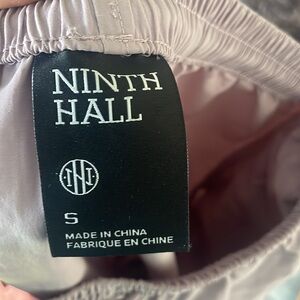 NINTH
HALL
S
MADE IN CHINA
FABRIQUE EN CHINE